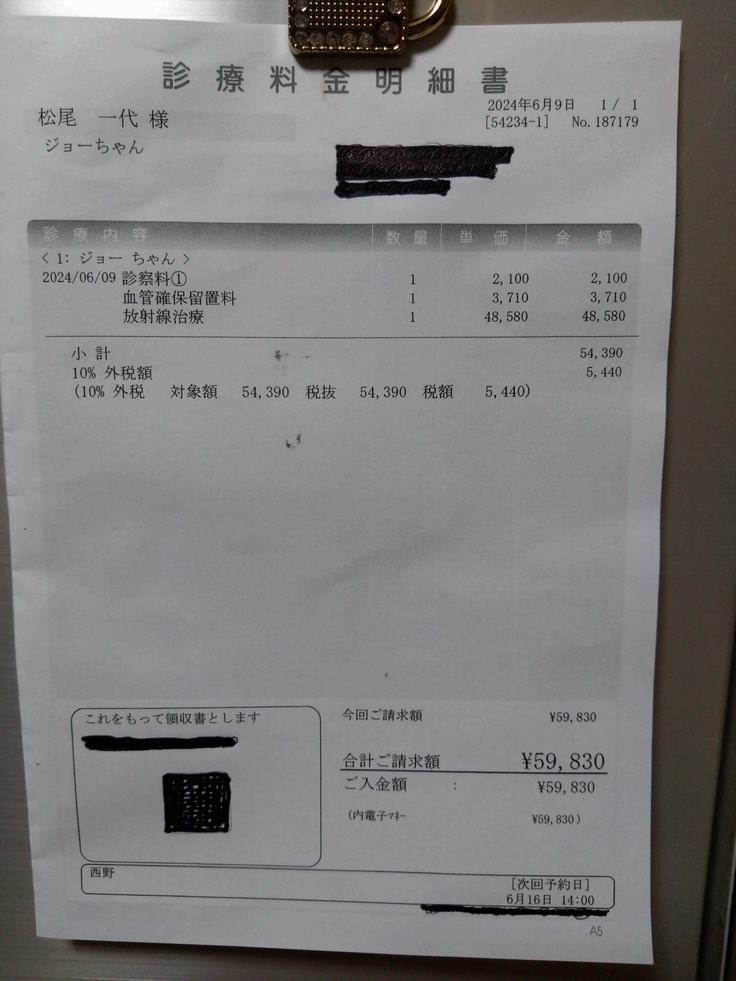 診療料金明細書
2024年6月9日 1 / 1
松尾 一代 様
[54234-1] No.187179
ジョーちゃん
診療内容 数量 単価 金額
< 1: ジョー ちゃん >
2024/06/09 診察料① 1 2,100 2,100
血管確保留置料 1 3,710 3,710
放射線治療 1 48,580 48,580
小 計 54,390
10% 外税額 5,440
(10% 外税 対象額 54,390 税抜 54,390 税額 5,440)
これをもって領収書とします
今回ご請求額 ¥59,830
合計ご請求額 ¥59,830
ご入金額 : ¥59,830
(内電子ﾏﾈｰ ¥59,830)
西野
[次回予約日]
6月16日 14:00
A5